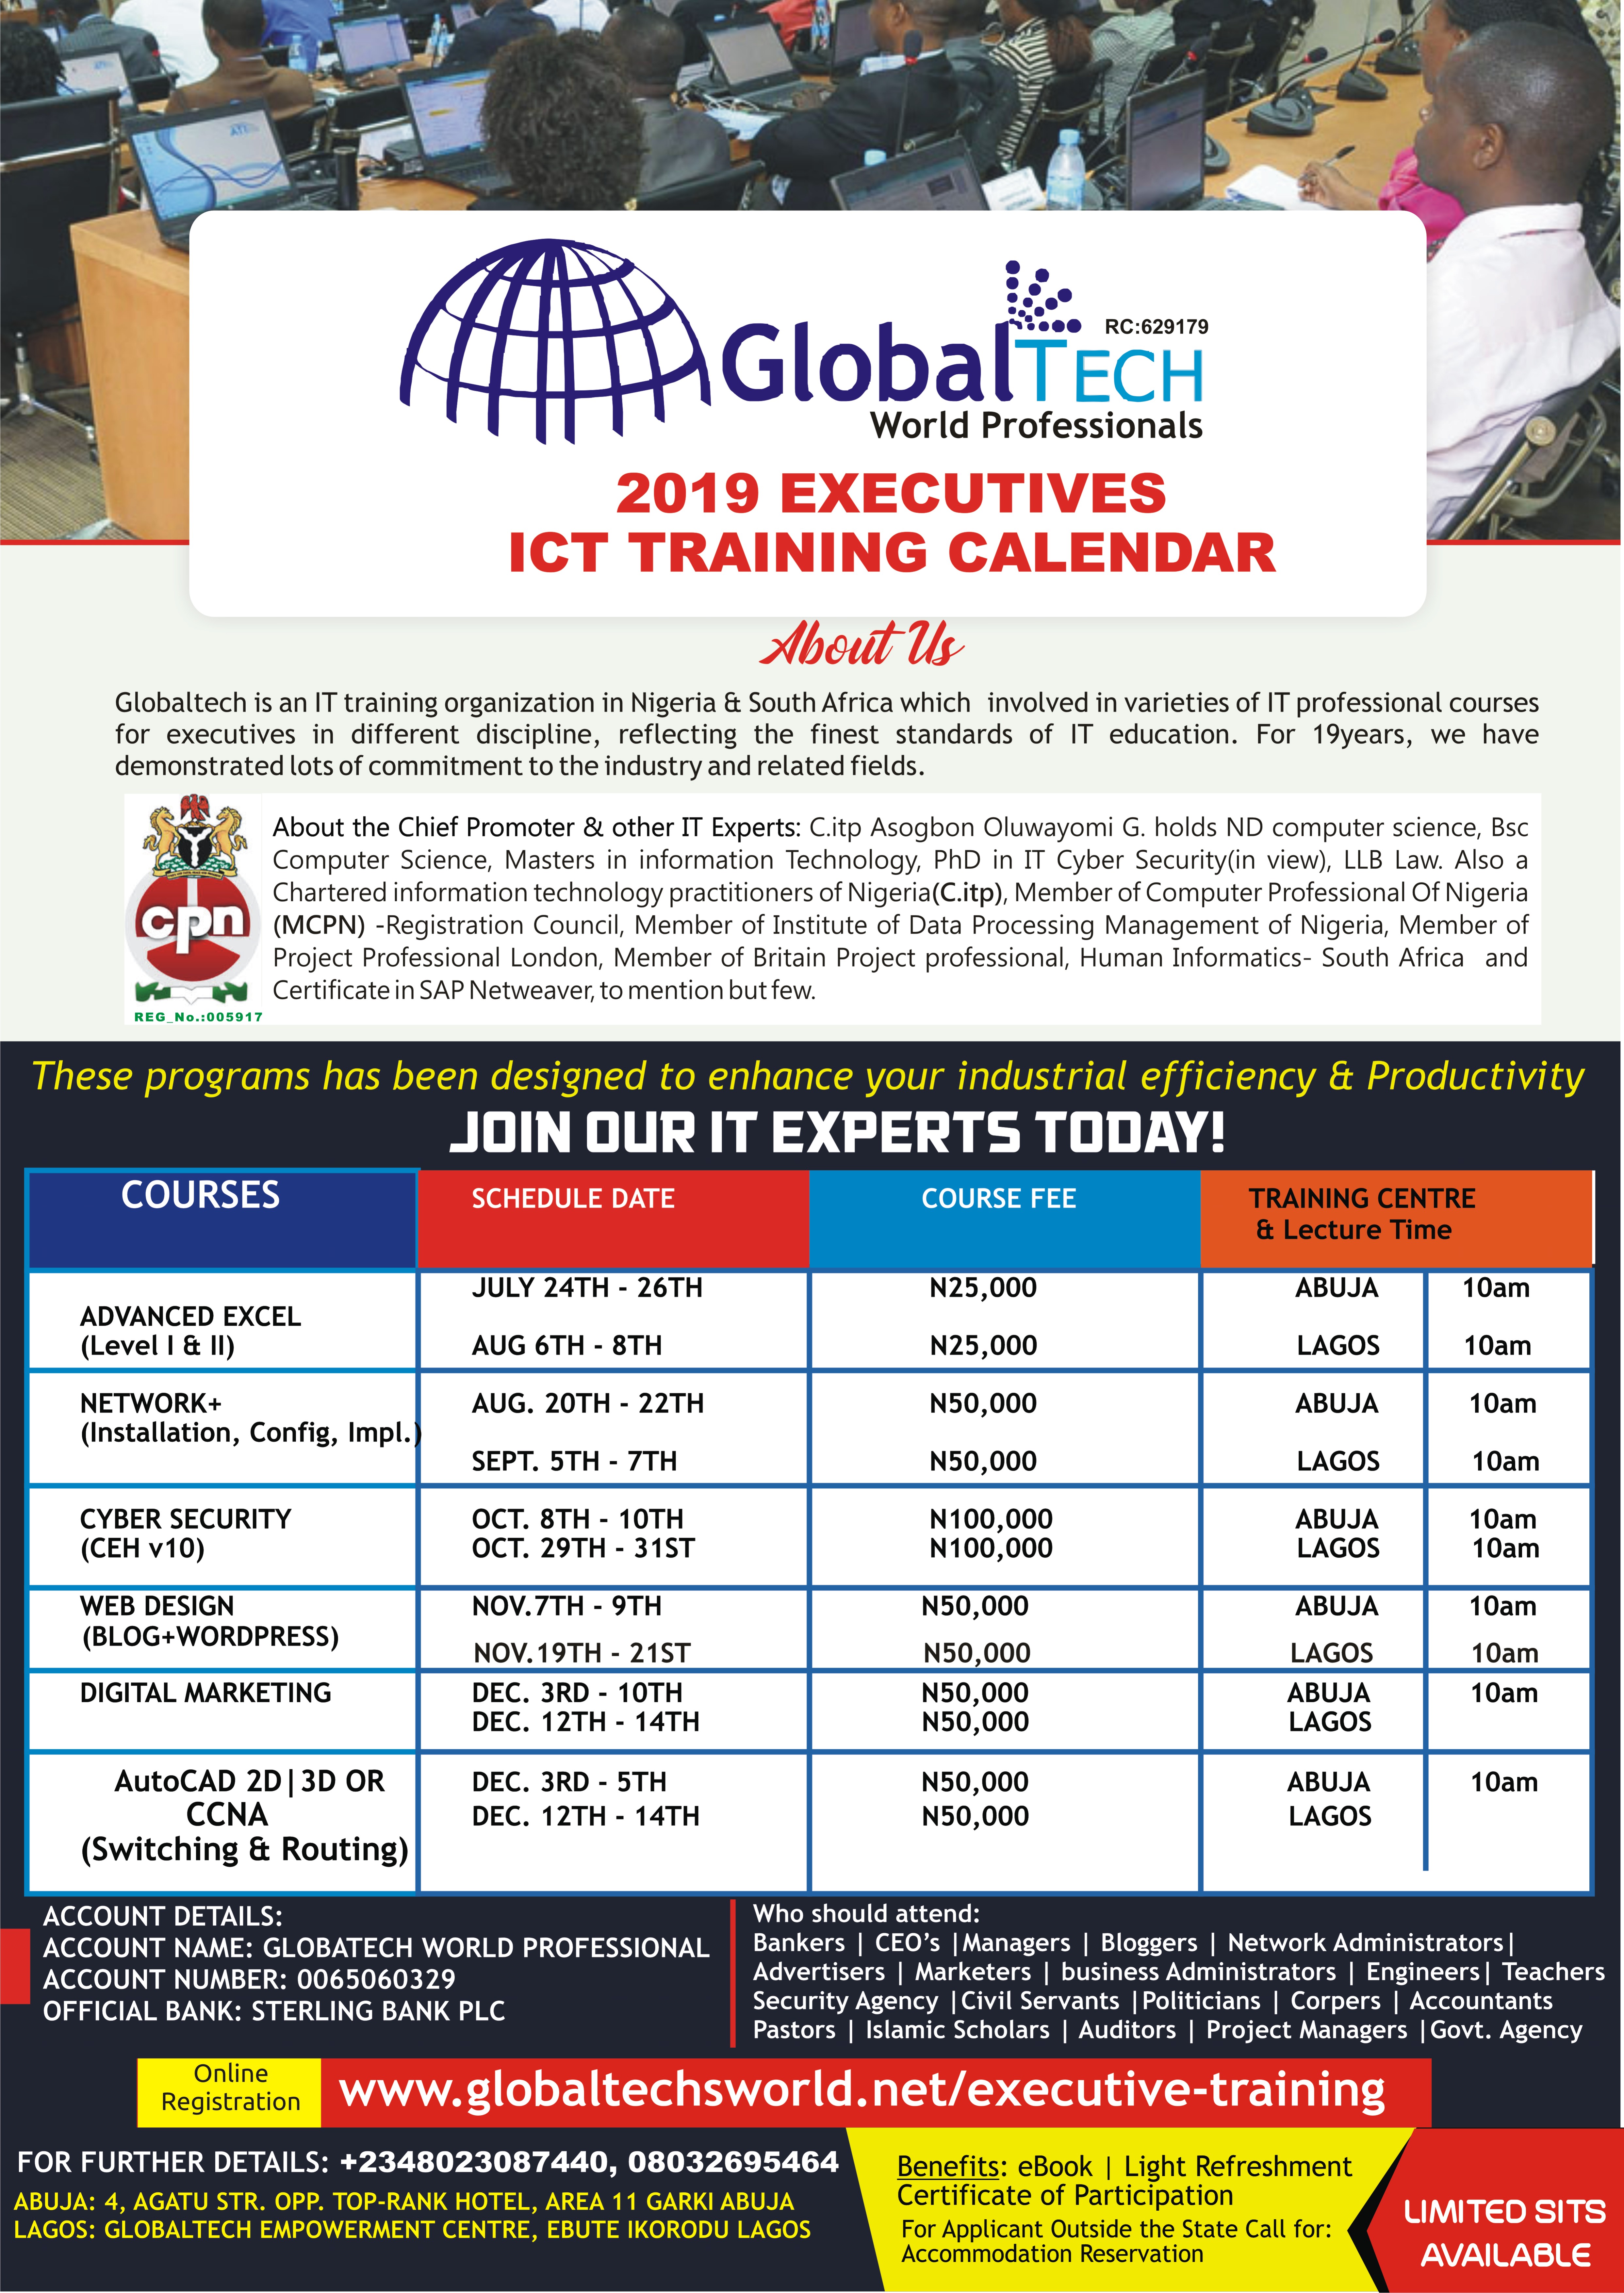 RC:629179
GlobalTECH
World Professionals
2019 EXECUTIVES
ICT TRAINING CALENDAR
About Us
Globaltech is an IT training organization in Nigeria & South Africa which involved in varieties of IT professional courses
for executives in different discipline, reflecting the finest standards of IT education. For 19years, we have
demonstrated lots of commitment to the industry and related fields.
cpn
REG_No.:005917
About the Chief Promoter & other IT Experts: C.itp Asogbon Oluwayomi G. holds ND computer science, Bsc
Computer Science, Masters in information Technology, PhD in IT Cyber Security(in view), LLB Law. Also a
Chartered information technology practitioners of Nigeria(C.itp), Member of Computer Professional Of Nigeria
(MCPN) -Registration Council, Member of Institute of Data Processing Management of Nigeria, Member of
Project Professional London, Member of Britain Project professional, Human Informatics- South Africa and
Certificate in SAP Netweaver, to mention but few.
These programs has been designed to enhance your industrial efficiency & Productivity
JOIN OUR IT EXPERTS TODAY!
COURSES SCHEDULE DATE COURSE FEE TRAINING CENTRE
& Lecture Time
JULY 24TH - 26TH N25,000 ABUJA 10am
ADVANCED EXCEL
(Level I & II) AUG 6TH - 8TH N25,000 LAGOS 10am
NETWORK+ AUG. 20TH - 22TH N50,000 ABUJA 10am
(Installation, Config, Impl.)
SEPT. 5TH - 7TH N50,000 LAGOS 10am
CYBER SECURITY OCT. 8TH - 10TH N100,000 ABUJA 10am
(CEH v10) OCT. 29TH - 31ST N100,000 LAGOS 10am
WEB DESIGN NOV.7TH - 9TH N50,000 ABUJA 10am
(BLOG+WORDPRESS)
NOV.19TH - 21ST N50,000 LAGOS 10am
DIGITAL MARKETING DEC. 3RD - 10TH N50,000 ABUJA 10am
DEC. 12TH - 14TH N50,000 LAGOS
AutoCAD 2D|3D OR DEC. 3RD - 5TH N50,000 ABUJA 10am
CCNA DEC. 12TH - 14TH N50,000 LAGOS
(Switching & Routing)
ACCOUNT DETAILS:
ACCOUNT NAME: GLOBATECH WORLD PROFESSIONAL
ACCOUNT NUMBER: 0065060329
OFFICIAL BANK: STERLING BANK PLC
Who should attend:
Bankers | CEO's |Managers | Bloggers | Network Administrators|
Advertisers | Marketers | business Administrators | Engineers| Teachers
Security Agency |Civil Servants |Politicians | Corpers | Accountants
Pastors | Islamic Scholars | Auditors | Project Managers |Govt. Agency
Online
Registration
www.globaltechsworld.net/executive-training
FOR FURTHER DETAILS: +2348023087440, 08032695464
ABUJA: 4, AGATU STR. OPP. TOP-RANK HOTEL, AREA 11 GARKI ABUJA
LAGOS: GLOBALTECH EMPOWERMENT CENTRE, EBUTE IKORODU LAGOS
Benefits: eBook | Light Refreshment
Certificate of Participation
For Applicant Outside the State Call for:
Accommodation Reservation
LIMITED SITS
AVAILABLE